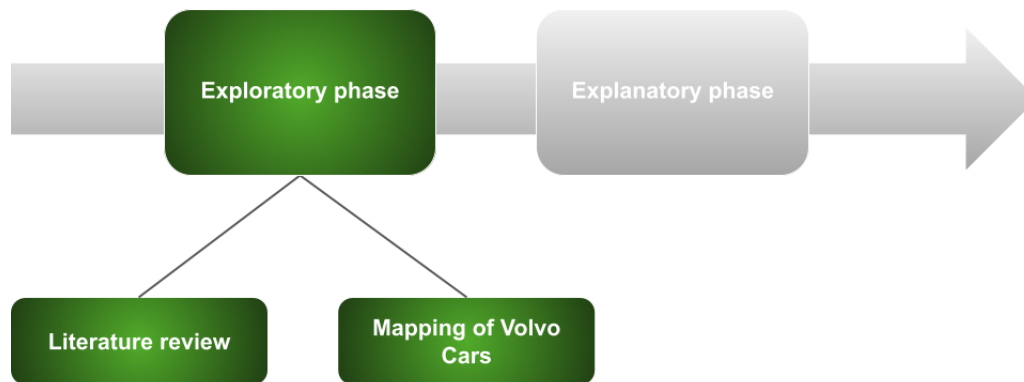 Exploratory phase
Explanatory phase
Literature review
Mapping of Volvo
Cars